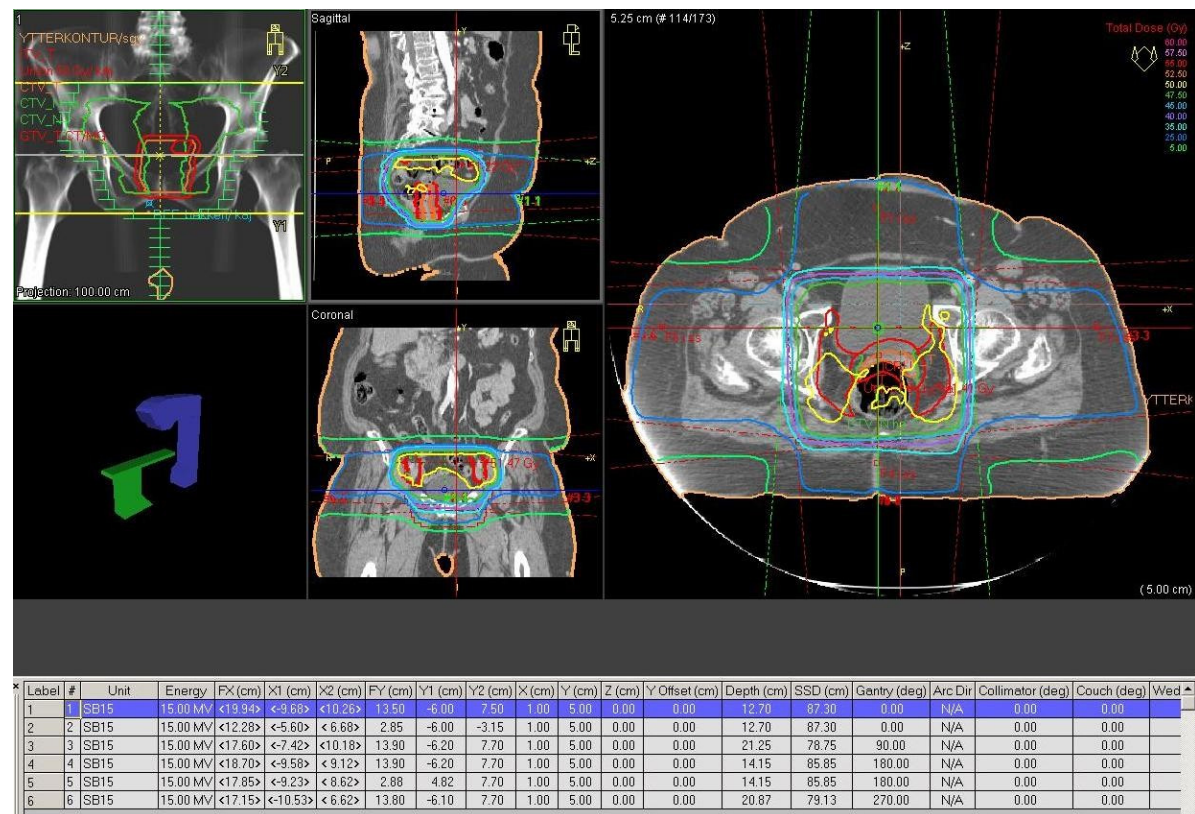 1
YTTERKONTUR/sqv
CTV_T
CTV_N
Y2
Y1
Projection: 100.00 cm
Sagittal
+Y
P
+Z
I
Coronal
+Y
R
+X
I
5.25 cm (# 114/173)
+Z
Total Dose (Gy)
60.00
57.50
55.00
52.50
50.00
47.50
45.00
40.00
35.00
25.00
5.00
R
+X
YTTERK
P
( 5.00 cm)
Label # Unit Energy FX (cm) X1 (cm) X2 (cm) FY (cm) Y1 (cm) Y2 (cm) X (cm) Y (cm) Z (cm) Y Offset (cm) Depth (cm) SSD (cm) Gantry (deg) Arc Dir Collimator (deg) Couch (deg) Wed
1 1 SB15 15.00 MV <19.94> <-9.68> <10.26> 13.50 -6.00 7.50 1.00 5.00 0.00 0.00 12.70 87.30 0.00 N/A 0.00 0.00
2 2 SB15 15.00 MV <12.28> <-5.60> < 6.68> 2.85 -6.00 -3.15 1.00 5.00 0.00 0.00 12.70 87.30 0.00 N/A 0.00 0.00
3 3 SB15 15.00 MV <17.60> <-7.42> <10.18> 13.90 -6.20 7.70 1.00 5.00 0.00 0.00 21.25 78.75 90.00 N/A 0.00 0.00
4 4 SB15 15.00 MV <18.70> <-9.58> < 9.12> 13.90 -6.20 7.70 1.00 5.00 0.00 0.00 14.15 85.85 180.00 N/A 0.00 0.00
5 5 SB15 15.00 MV <17.85> <-9.23> < 8.62> 2.88 4.82 7.70 1.00 5.00 0.00 0.00 14.15 85.85 180.00 N/A 0.00 0.00
6 6 SB15 15.00 MV <17.15> <-10.53> < 6.62> 13.80 -6.10 7.70 1.00 5.00 0.00 0.00 20.87 79.13 270.00 N/A 0.00 0.00